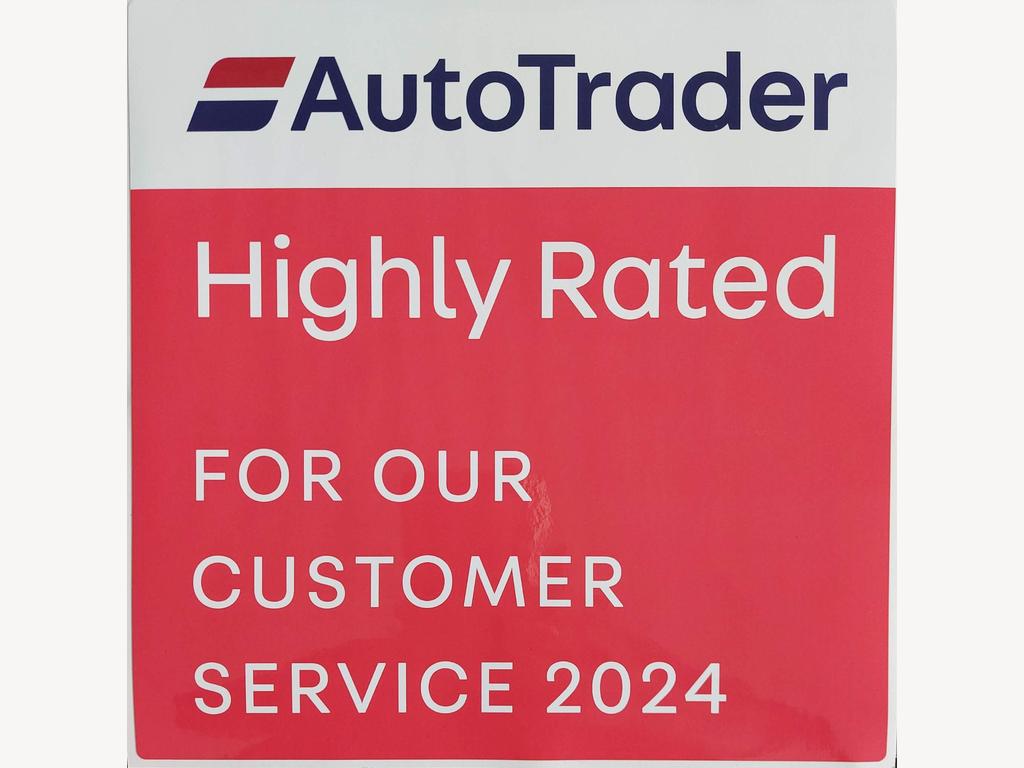 AutoTrader
Highly Rated
FOR OUR
CUSTOMER
SERVICE 2024